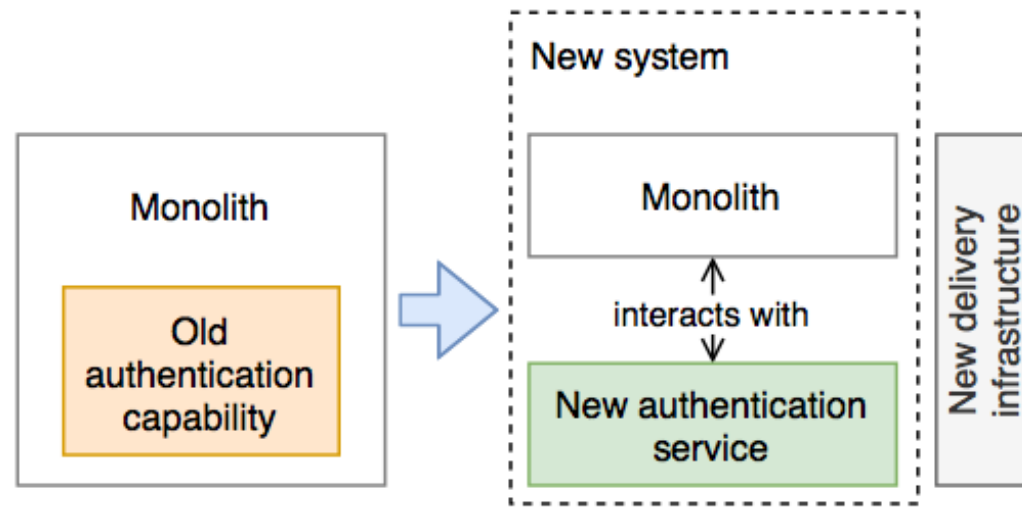 Monolith
Old
authentication
capability
New system
Monolith
interacts with
New authentication
service
New delivery
infrastructure